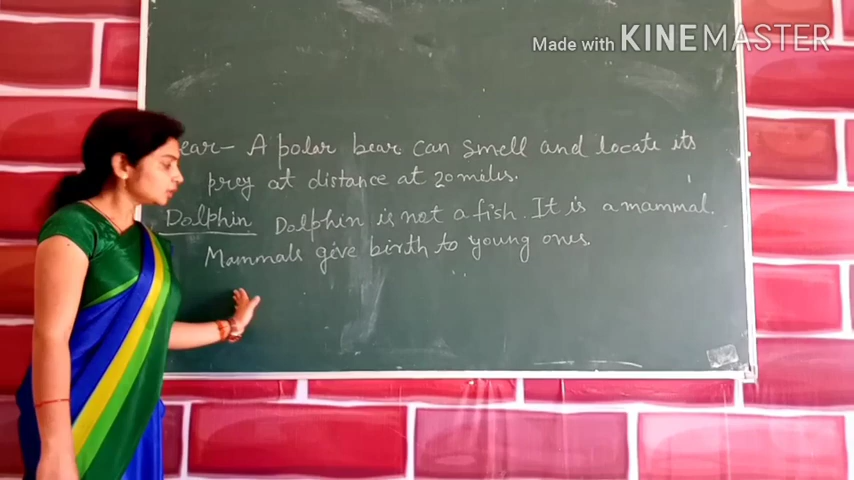 Made with KINEMASTER
ear - A polar bear can smell and locate its
prey at distance at 20 miles.
Dolphin Dolphin is not a fish. It is a mammal.
Mammals give birth to young ones.